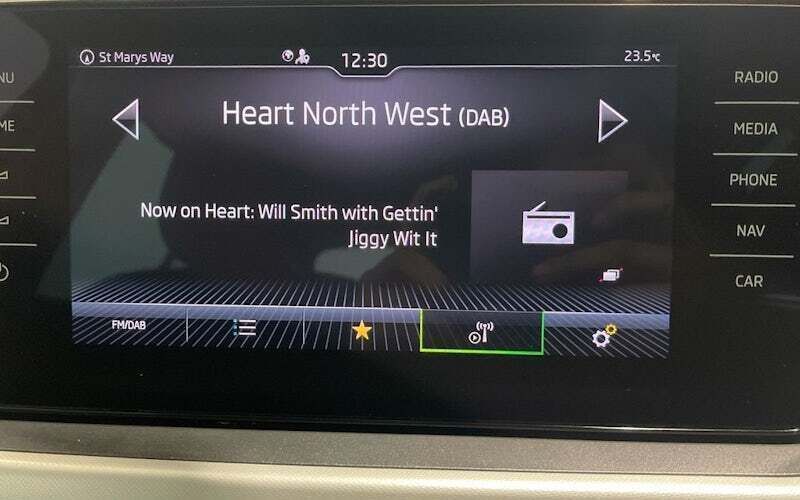 St Marys Way
12:30
23.5°C
Heart North West (DAB)
Now on Heart: Will Smith with Gettin'
Jiggy Wit It
FM/DAB
RADIO
MEDIA
PHONE
NAV
CAR